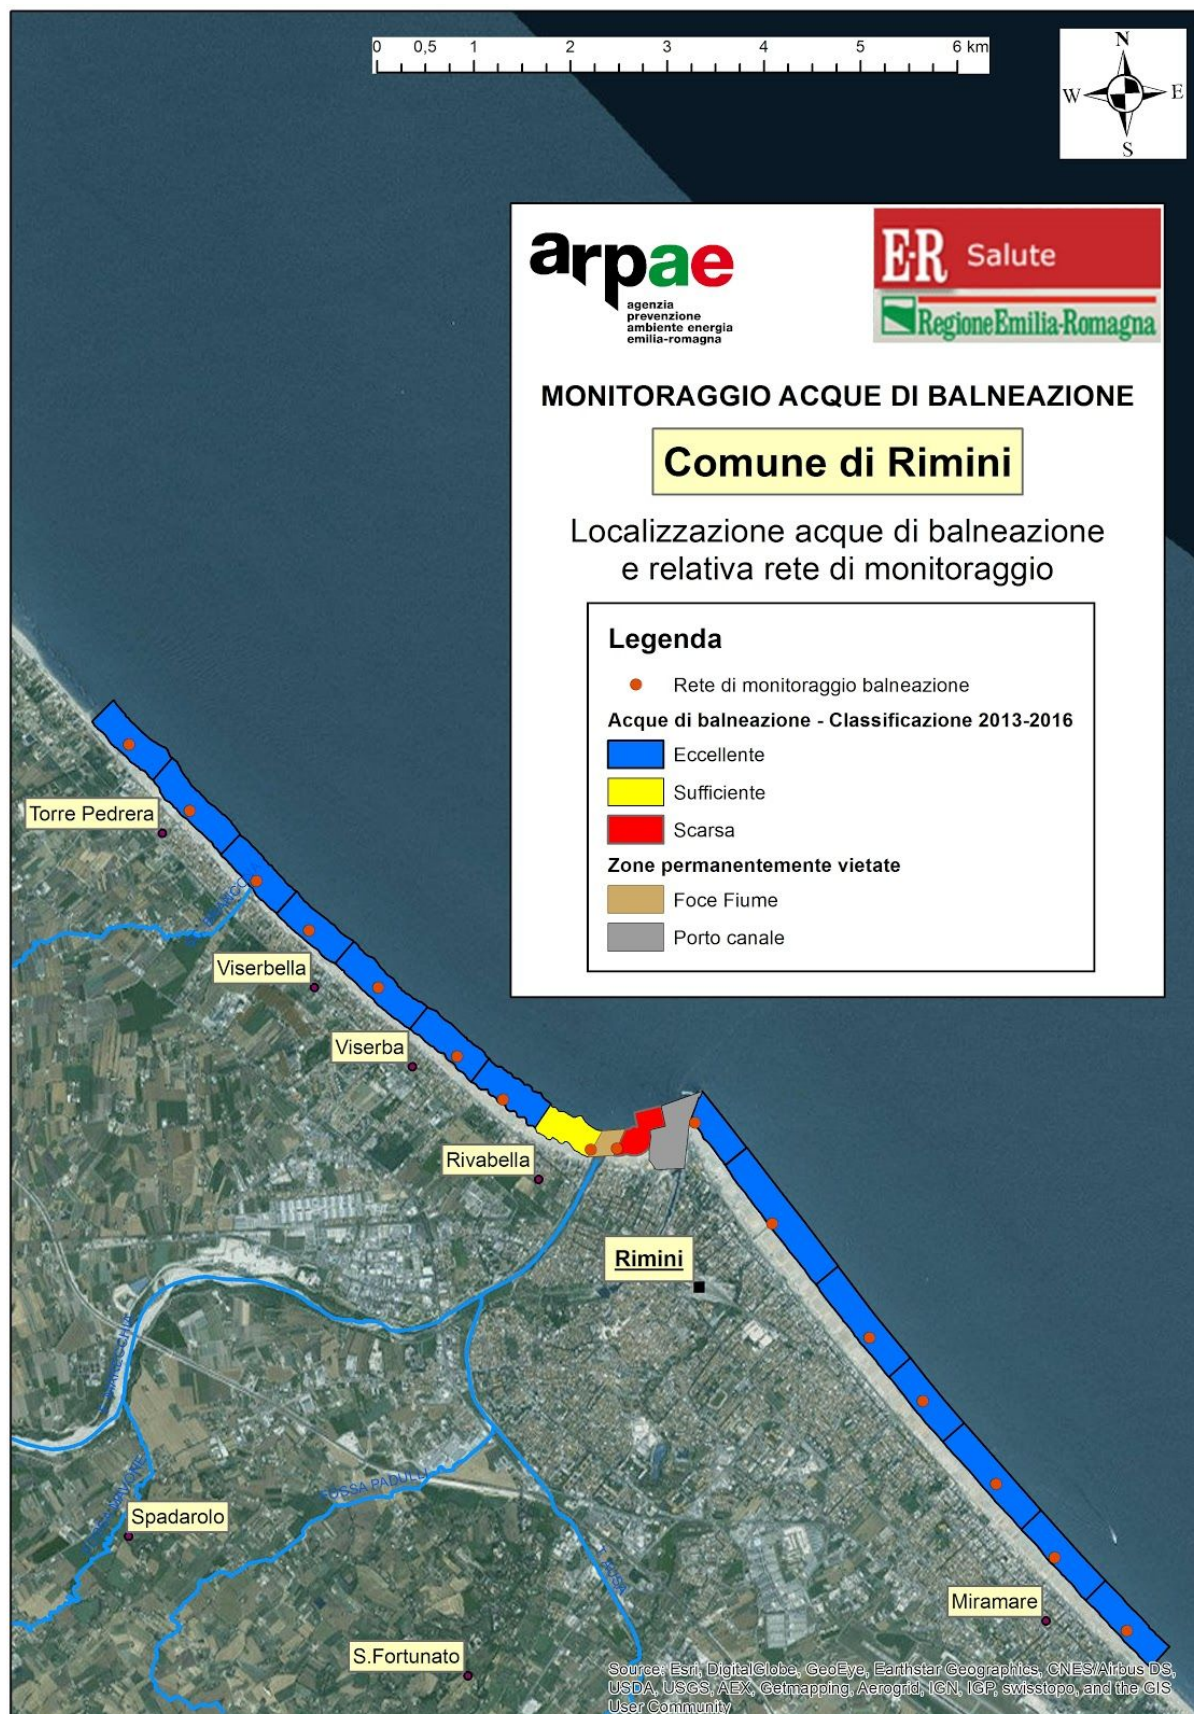 0 0,5 1 2 3 4 5 6 km
N
W E
S
arpae
agenzia
prevenzione
ambiente energia
emilia-romagna
E-R Salute
RegioneEmilia-Romagna
MONITORAGGIO ACQUE DI BALNEAZIONE
Comune di Rimini
Localizzazione acque di balneazione
e relativa rete di monitoraggio
Legenda
Rete di monitoraggio balneazione
Acque di balneazione - Classificazione 2013-2016
Eccellente
Sufficiente
Scarsa
Zone permanentemente vietate
Foce Fiume
Porto canale
Torre Pedrera
Viserbella
Viserba
Rivabella
Rimini
FOSSA PADULLI
Spadarolo
T. AUSA
Miramare
S.Fortunato
Source: Esri, DigitalGlobe, GeoEye, Earthstar Geographics, CNES/Airbus DS,
USDA, USGS, AEX, Getmapping, Aerogrid, IGN, IGP, swisstopo, and the GIS
User Community